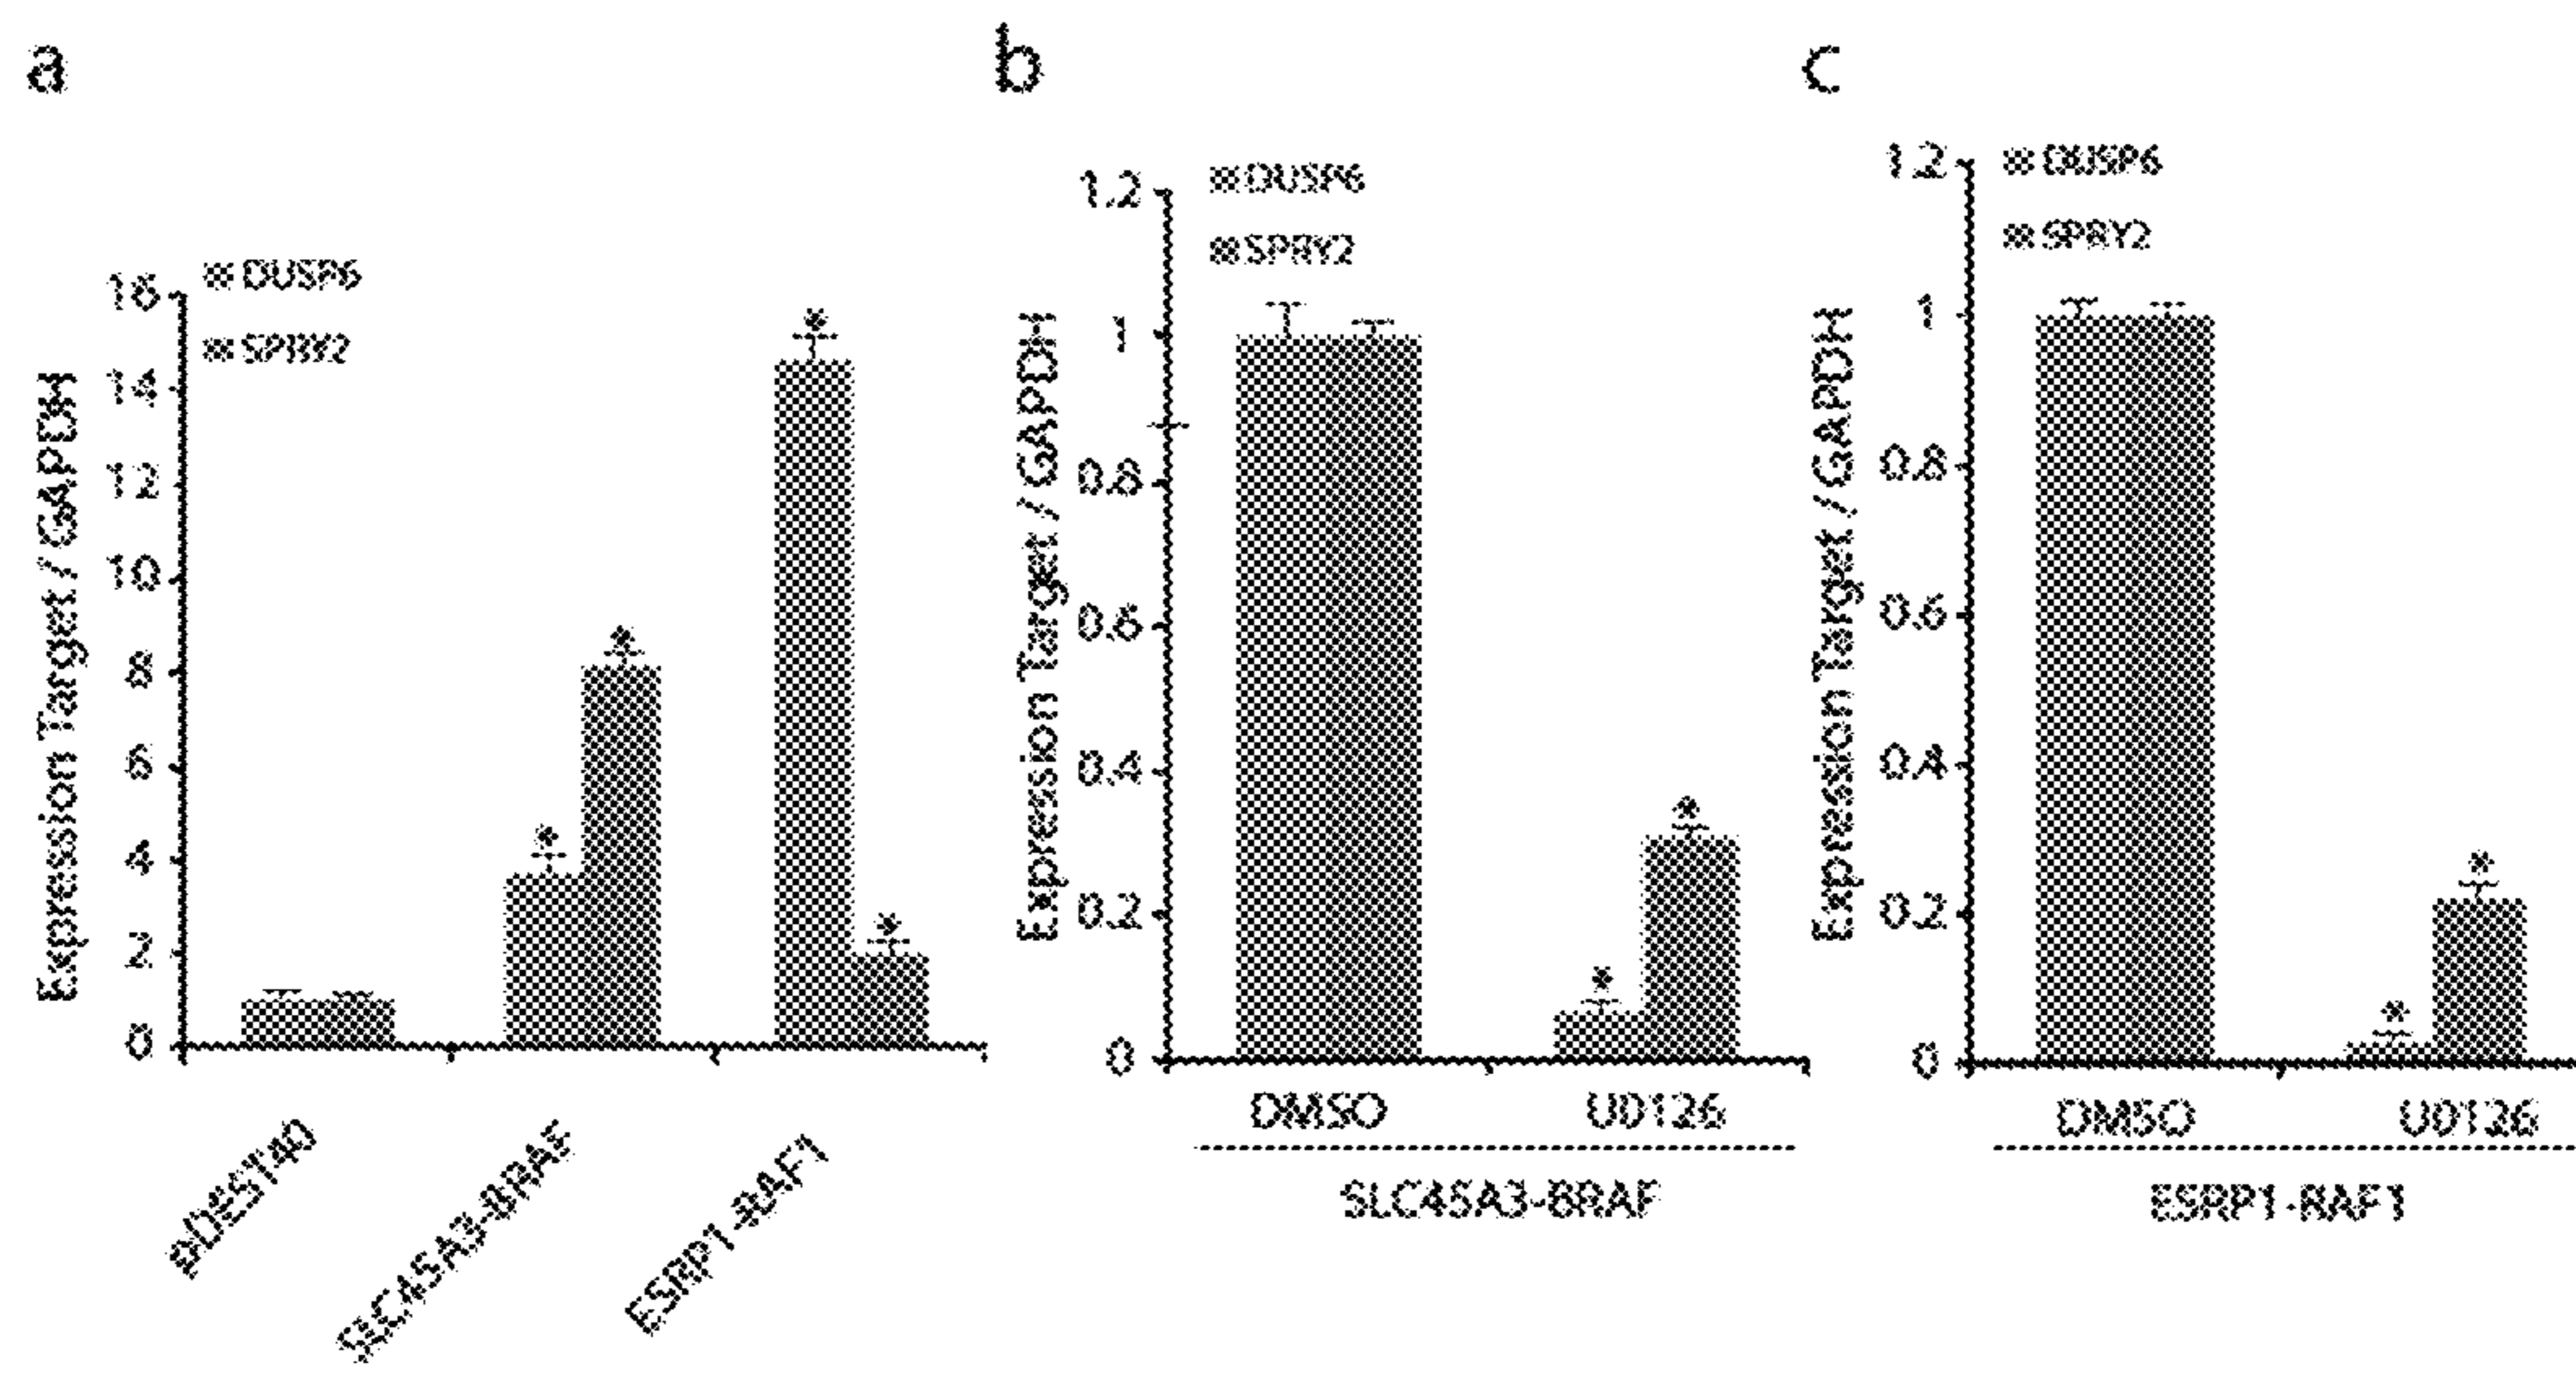 a
DUSP6
SPRY2
Expression Target / GAPDH
16
14
12
10
8
6
4
2
0
*
*
*
*
pDEST40
SLC45A3-BRAF
ESRP1-RAF1
b
DUSP6
SPRY2
Expression Target / GAPDH
1.2
1
0.8
0.6
0.4
0.2
0
*
*
DMSO U0126
SLC45A3-BRAF
c
DUSP6
SPRY2
Expression Target / GAPDH
1.2
1
0.8
0.6
0.4
0.2
0
*
*
DMSO U0126
ESRP1-RAF1